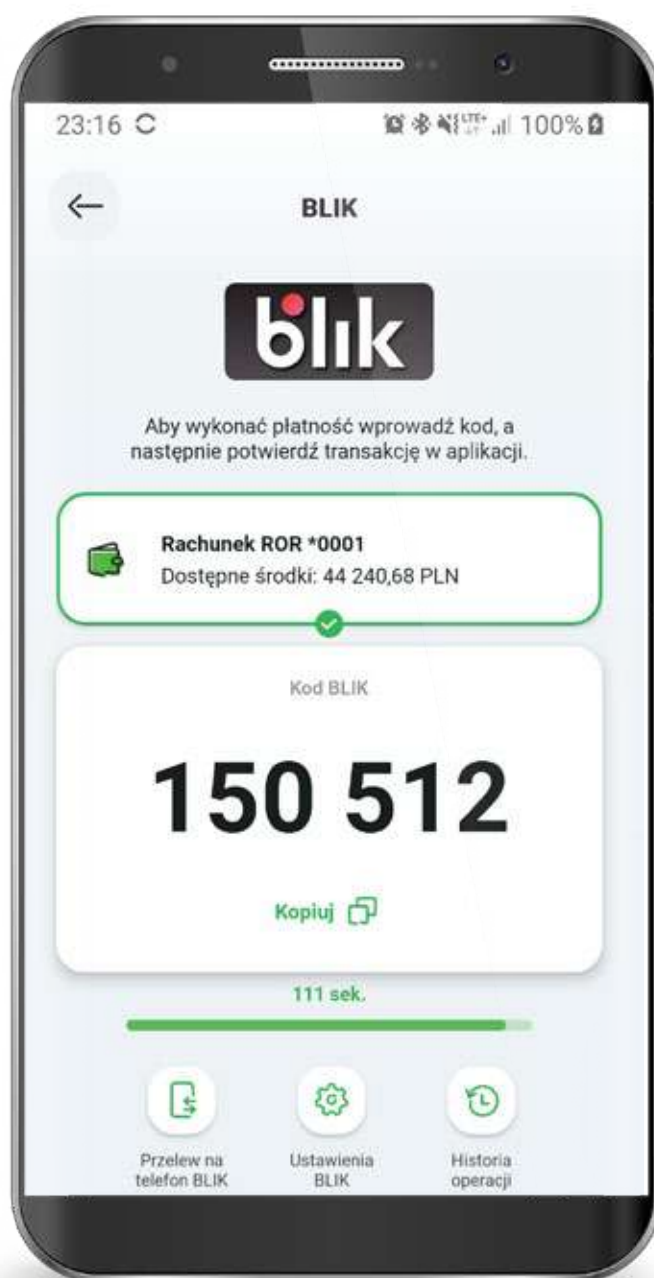 23:16
LTE+
100%
BLIK
blik
Aby wykonać płatność wprowadź kod, a
następnie potwierdź transakcję w aplikacji.
Rachunek ROR *0001
Dostępne środki: 44 240,68 PLN
Kod BLIK
150 512
Kopiuj
111 sek.
Przelew na
telefon BLIK
Ustawienia
BLIK
Historia
operacji